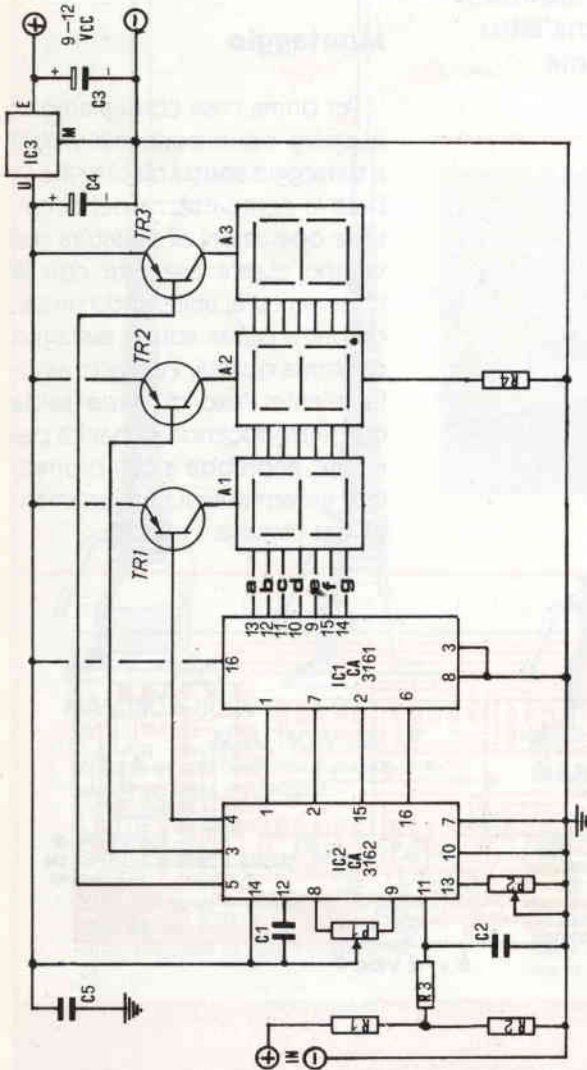 9-12
VCC
E
IC3
M
U
C3
C4
TR1
TR2
TR3
A1
A2
A3
13 a
12 b
11 c
10 d
9 e
15 f
14 g
16
IC1
CA
3161
1
7
2
6
3
8
R4
5
3
4
14
12
8
9
11
13
10
7
1
2
15
16
IC2
CA
3162
C5
C1
P1
P2
C2
R3
R1
R2
IN